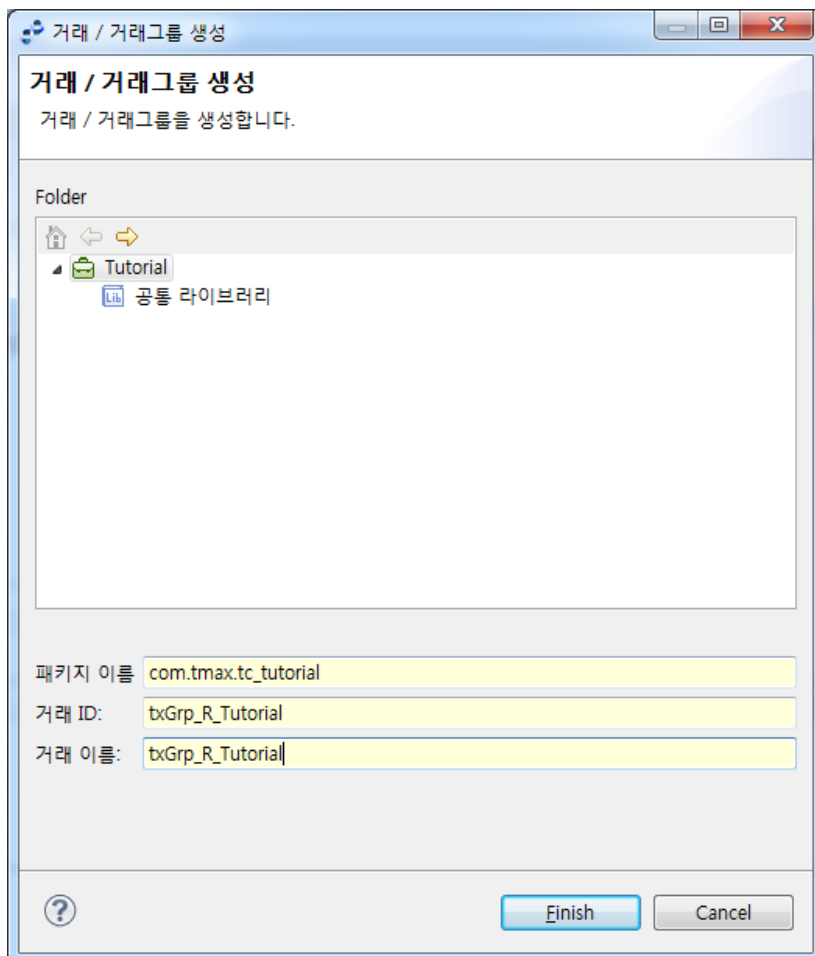 거래 / 거래그룹 생성
거래 / 거래그룹 생성
거래 / 거래그룹을 생성합니다.
Folder
Tutorial
Lib 공통 라이브러리
패키지 이름 com.tmax.tc_tutorial
거래 ID: txGrp_R_Tutorial
거래 이름: txGrp_R_Tutorial
Finish Cancel